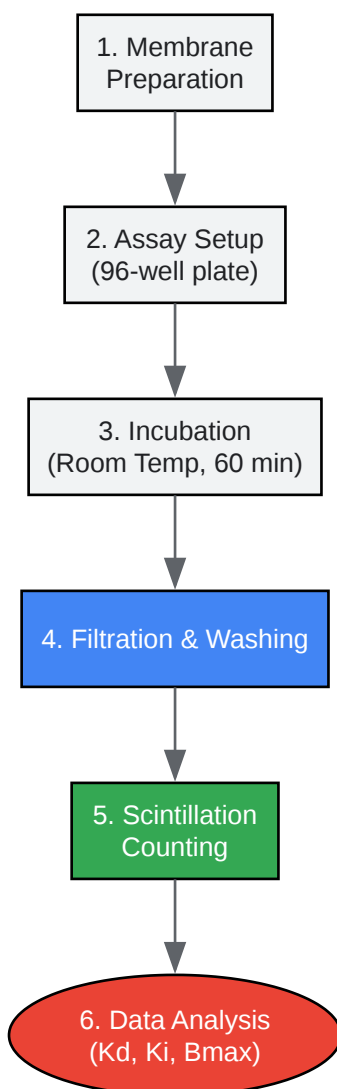 1. Membrane
Preparation
2. Assay Setup
(96-well plate)
3. Incubation
(Room Temp, 60 min)
4. Filtration & Washing
5. Scintillation
Counting
6. Data Analysis
(Kd, Ki, Bmax)